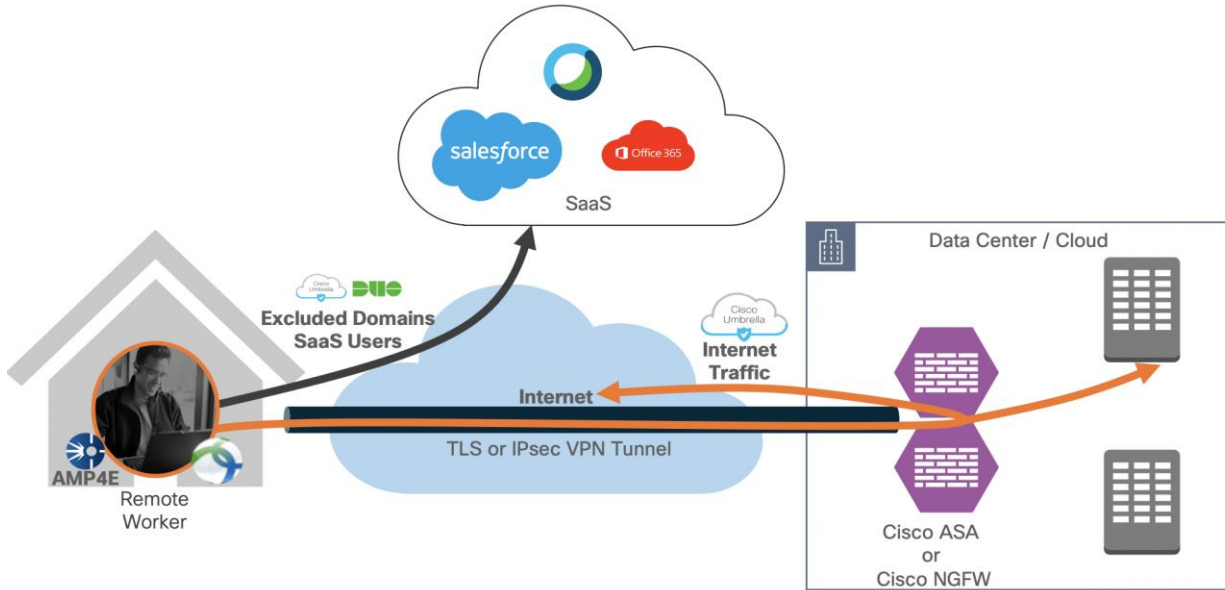 salesforce
Office 365
SaaS
Data Center / Cloud
Cisco
Umbrella
DUO
Excluded Domains
SaaS Users
Cisco
Umbrella
Internet
Traffic
Internet
TLS or IPsec VPN Tunnel
AMP4E
Remote
Worker
Cisco ASA
or
Cisco NGFW